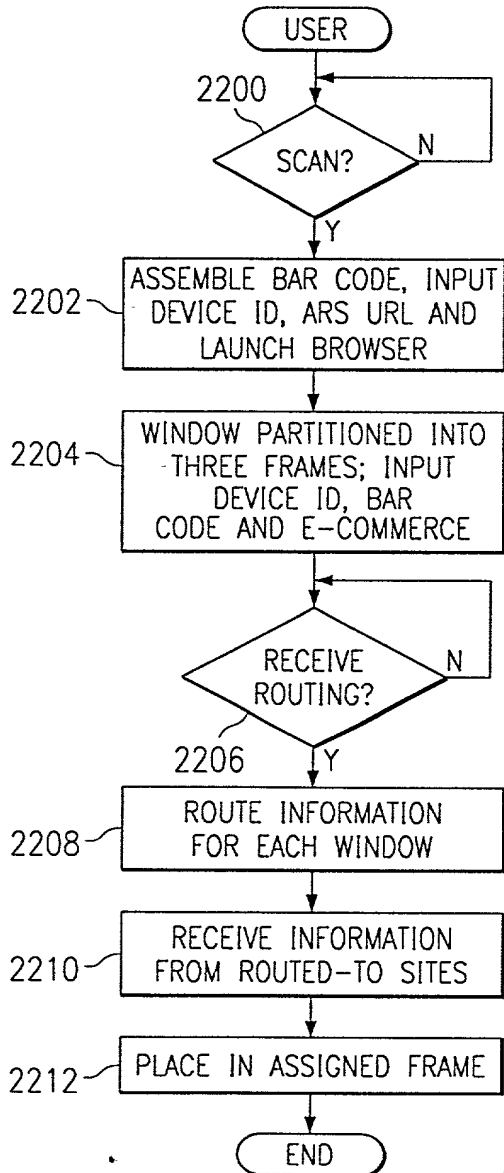 USER
2200
SCAN?
N
Y
2202
ASSEMBLE BAR CODE, INPUT
DEVICE ID, ARS URL AND
LAUNCH BROWSER
2204
WINDOW PARTITIONED INTO
THREE FRAMES; INPUT
DEVICE ID, BAR
CODE AND E-COMMERCE
RECEIVE
ROUTING?
N
2206
Y
2208
ROUTE INFORMATION
FOR EACH WINDOW
2210
RECEIVE INFORMATION
FROM ROUTED-TO SITES
2212
PLACE IN ASSIGNED FRAME
END